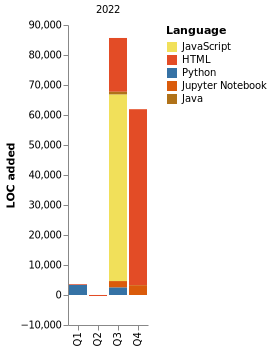 2022
Language
JavaScript
HTML
Python
Jupyter Notebook
Java
LOC added
90,000
80,000
70,000
60,000
50,000
40,000
30,000
20,000
10,000
0
−10,000
Q1
Q2
Q3
Q4